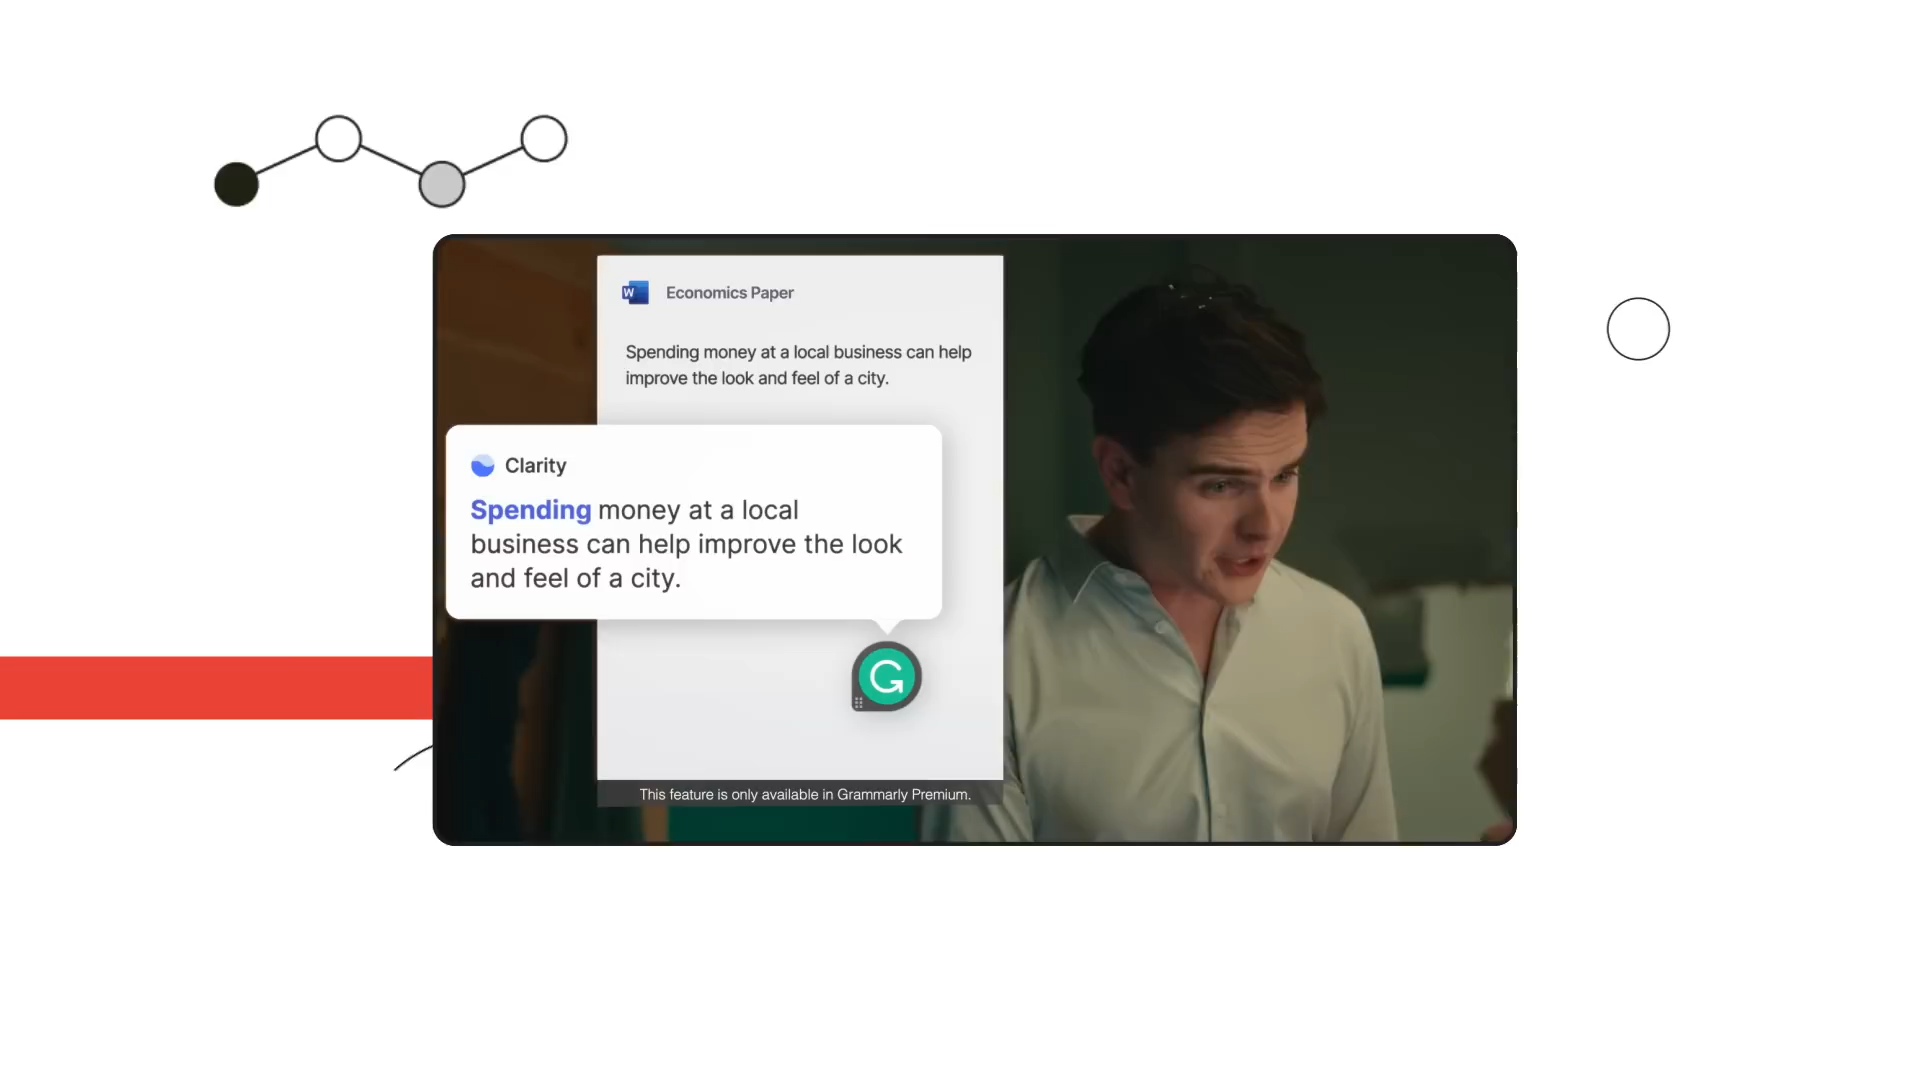 W Economics Paper
Spending money at a local business can help
improve the look and feel of a city.
Clarity
Spending money at a local
business can help improve the look
and feel of a city.
G
This feature is only available in Grammarly Premium.